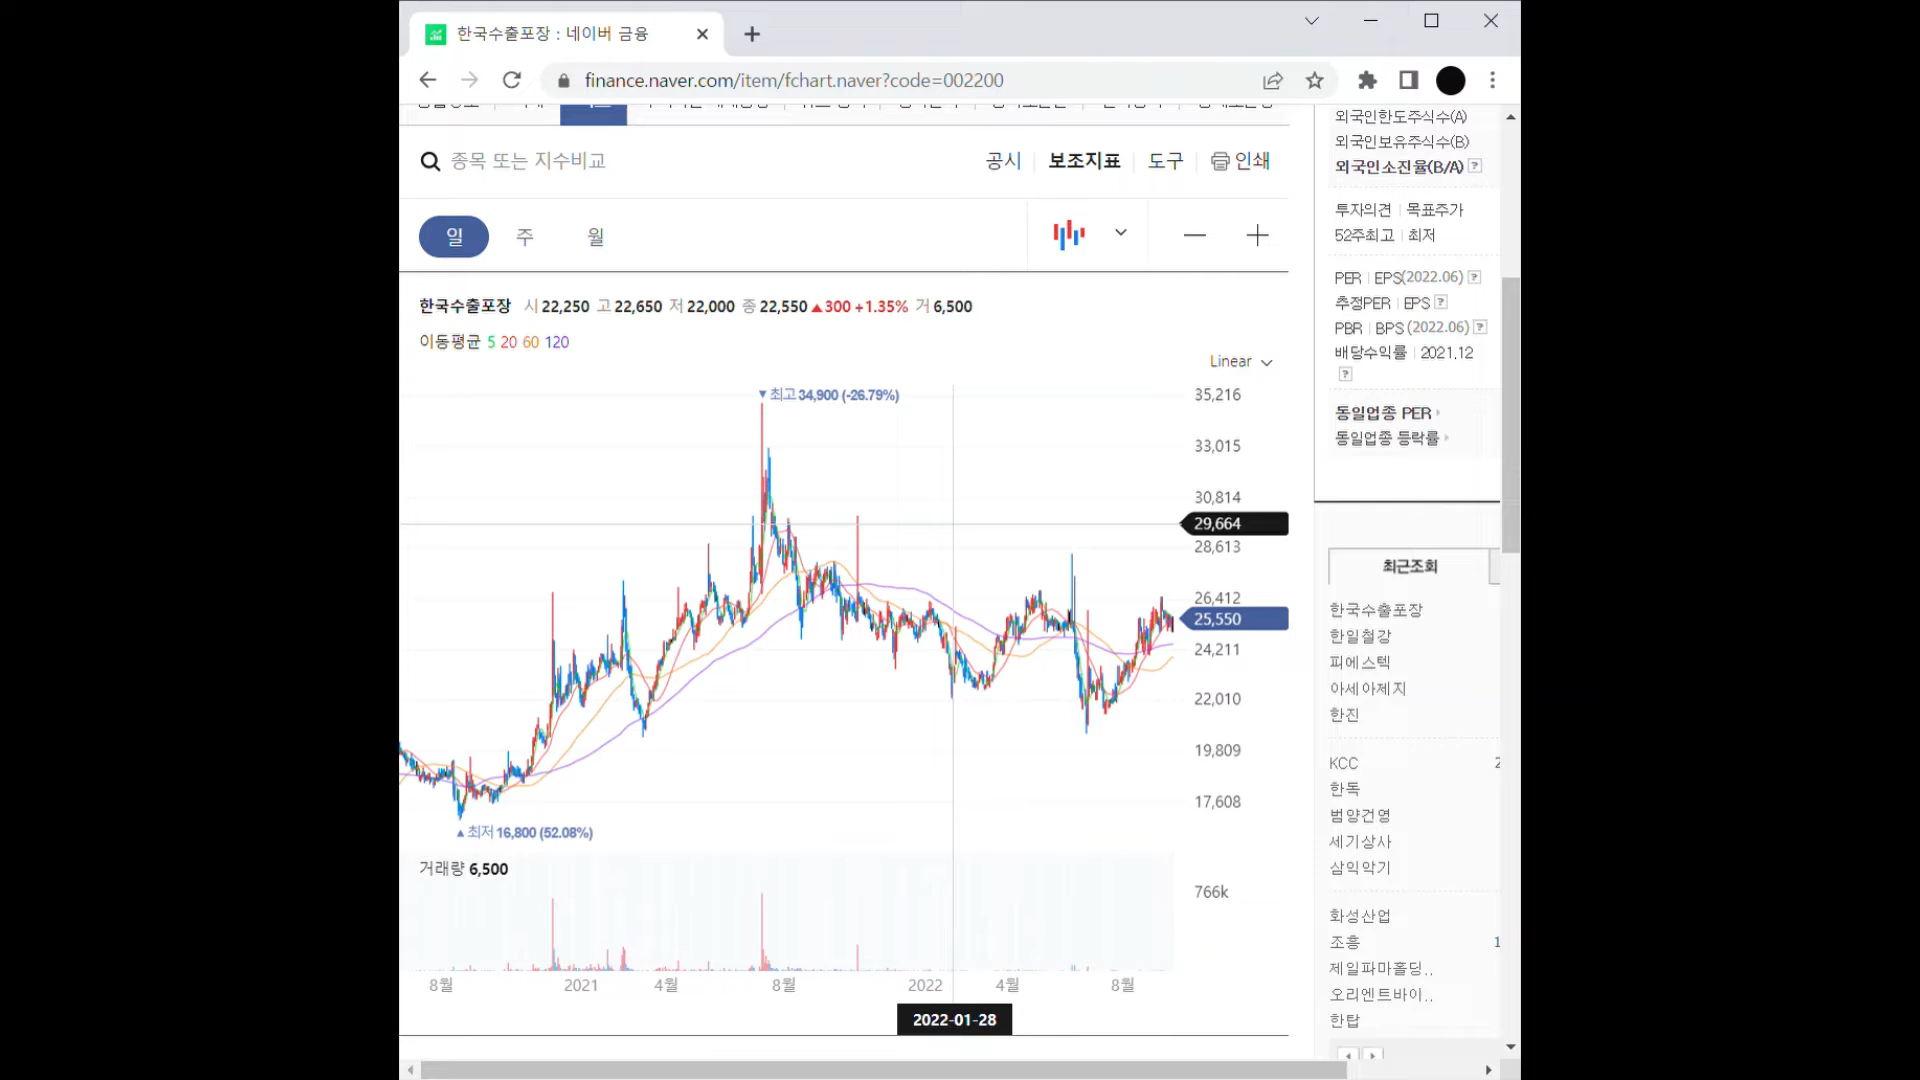 한국수출포장 : 네이버 금융
finance.naver.com/item/fchart.naver?code=002200
종목 또는 지수비교
공시 보조지표 도구 인쇄
일 주 월
한국수출포장 시 22,250 고 22,650 저 22,000 종 22,550 ▲300 +1.35% 거 6,500
이동평균 5 20 60 120
Linear
▼최고 34,900 (-26.79%)
35,216
33,015
30,814
29,664
28,613
26,412
25,550
24,211
22,010
19,809
17,608
▲최저 16,800 (52.08%)
거래량 6,500
766k
8월 2021 4월 8월 2022 4월 8월
2022-01-28
외국인한도주식수(A)
외국인보유주식수(B)
외국인소진율(B/A) ?
투자의견 | 목표주가
52주최고 | 최저
PER | EPS(2022.06) ?
추정PER | EPS ?
PBR | BPS (2022.06) ?
배당수익률 | 2021.12
?
동일업종 PER
동일업종 등락률
최근조회
한국수출포장
한일철강
피에스텍
아세아제지
한진
KCC 2
한독
범양건영
세기상사
삼익악기
화성산업
조흥 1
제일파마홀딩..
오리엔트바이..
한탑